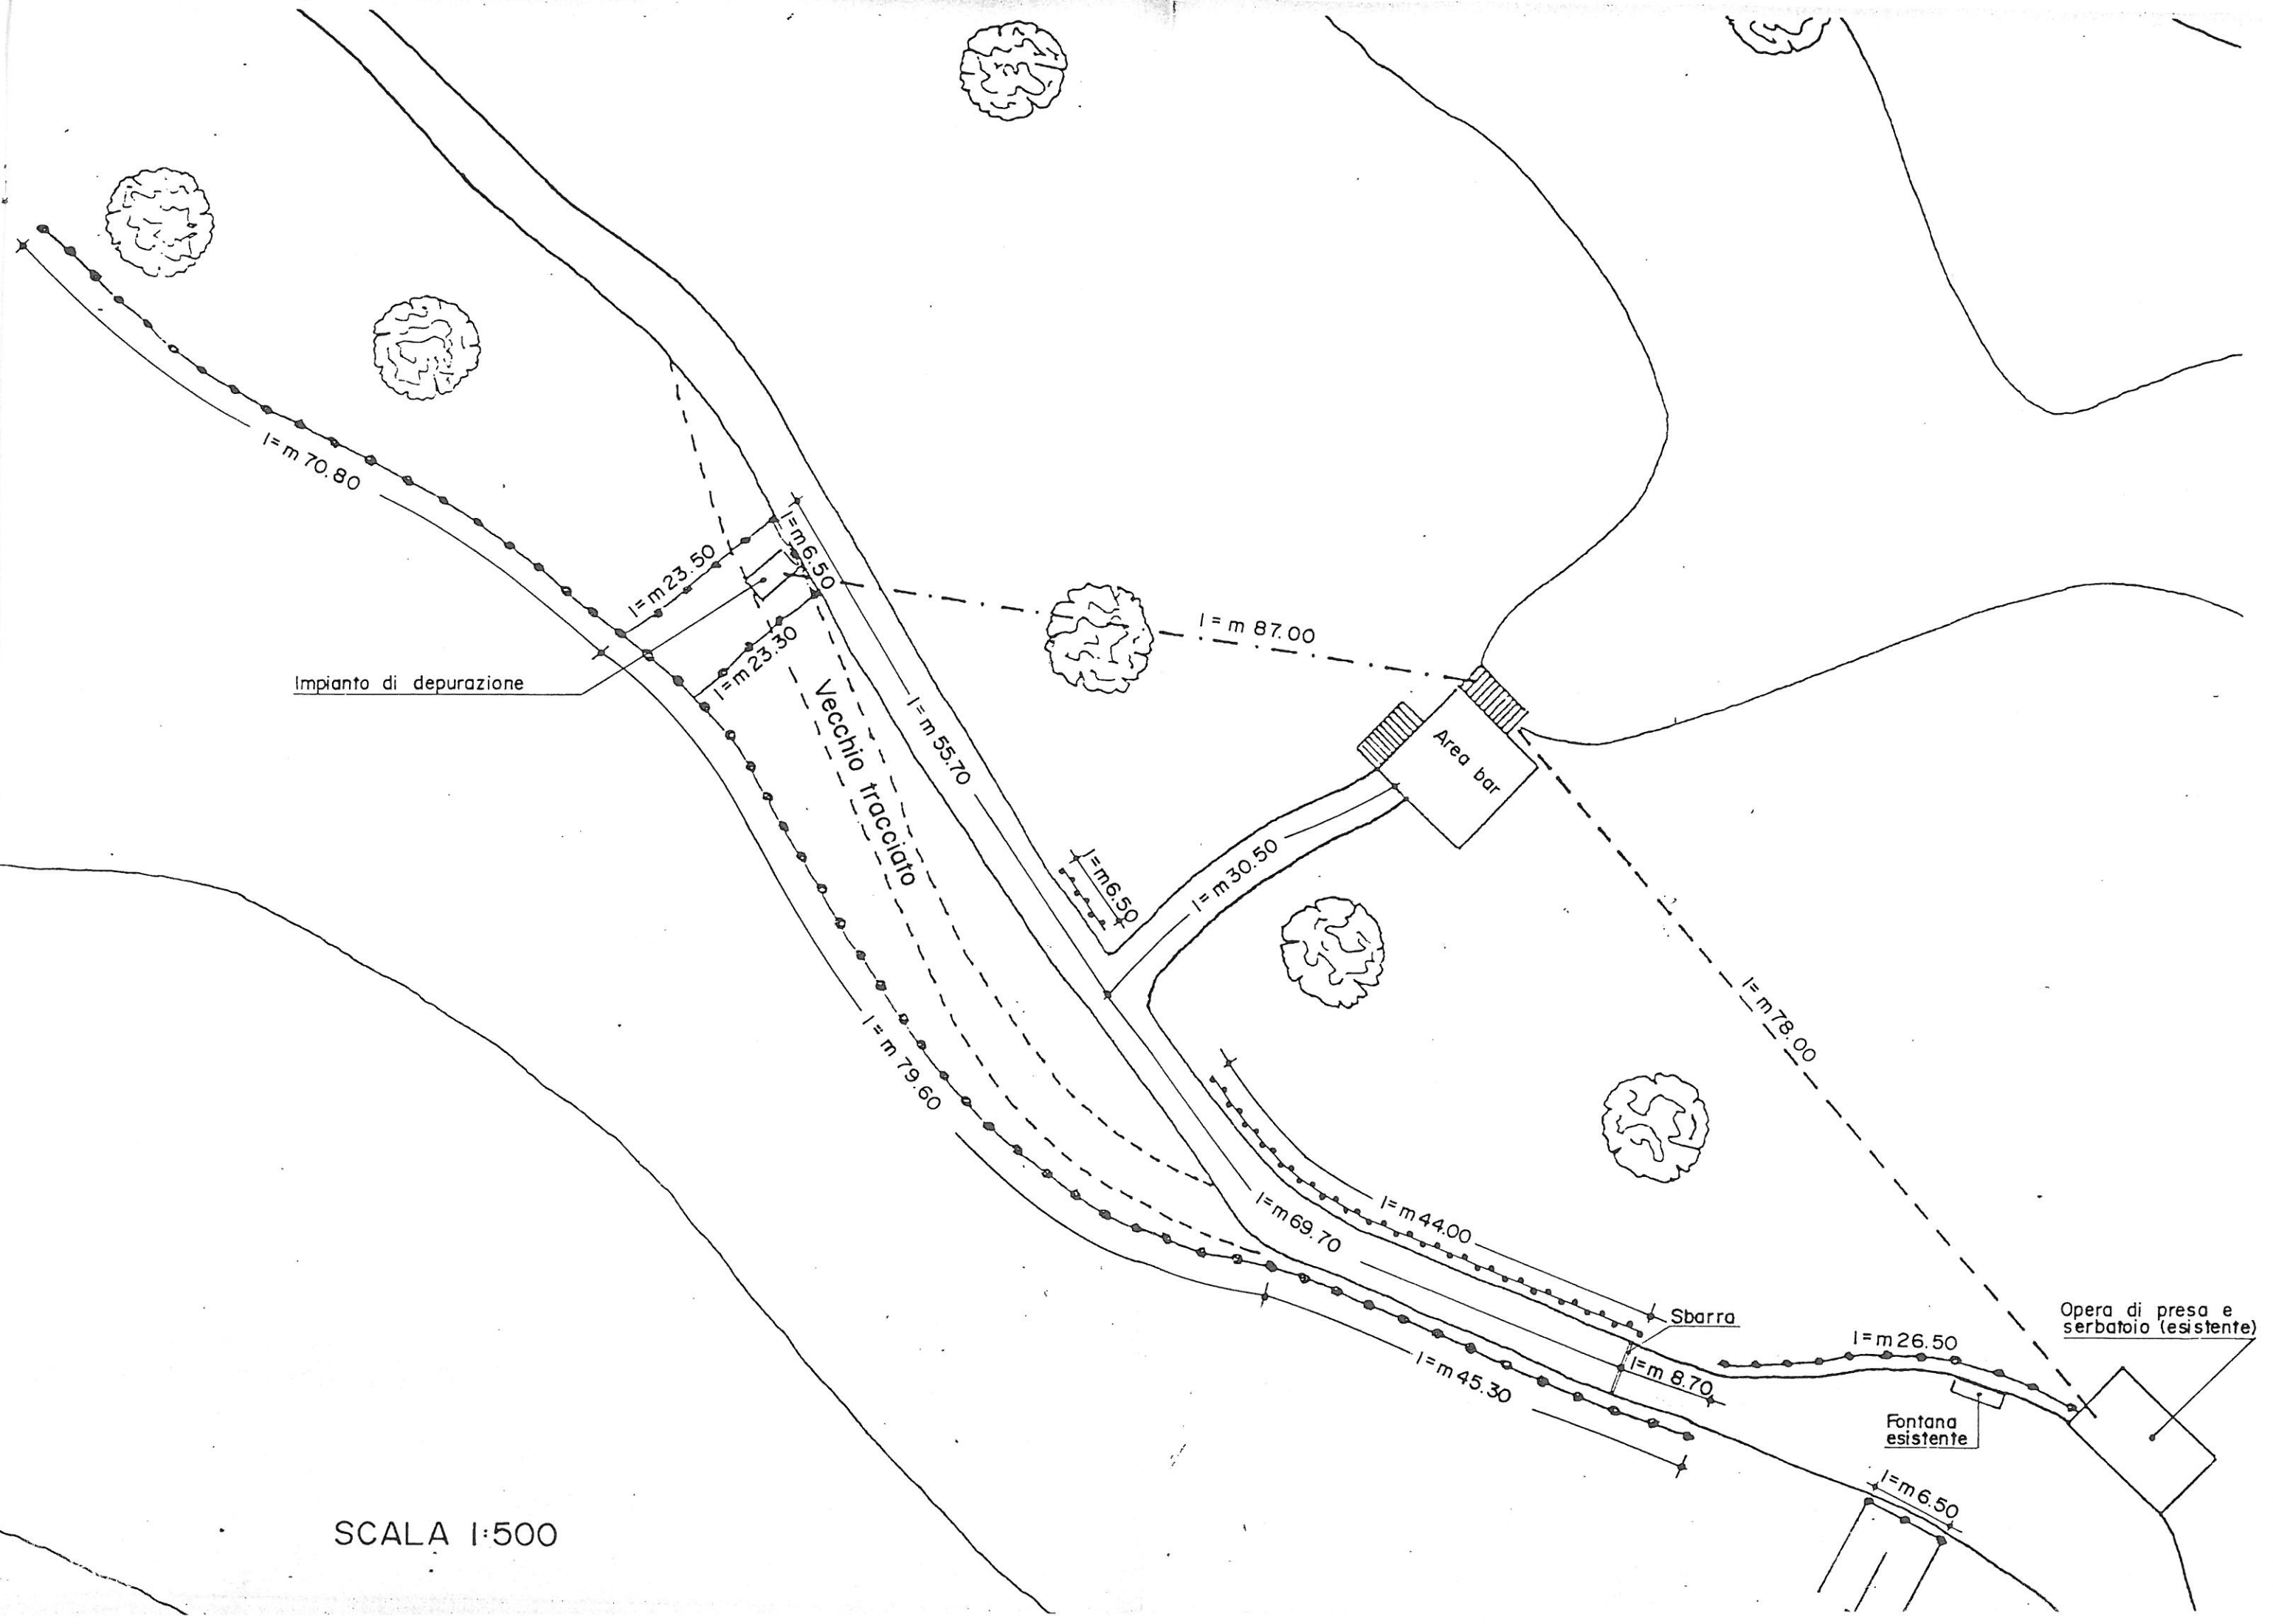 l=m 70.80
l=m 23.50
l=m 6.50
l=m 87.00
Impianto di depurazione
l=m 23.30
Vecchio tracciato
l=m 55.70
Area bar
l=m 6.50
l=m 30.50
l=m 78.00
l=m 79.60
l=m 69.70
l=m 44.00
Sbarra
l=m 45.30
l=m 8.70
l=m 26.50
Opera di presa e
serbatoio (esistente)
Fontana
esistente
l=m 6.50
SCALA 1:500